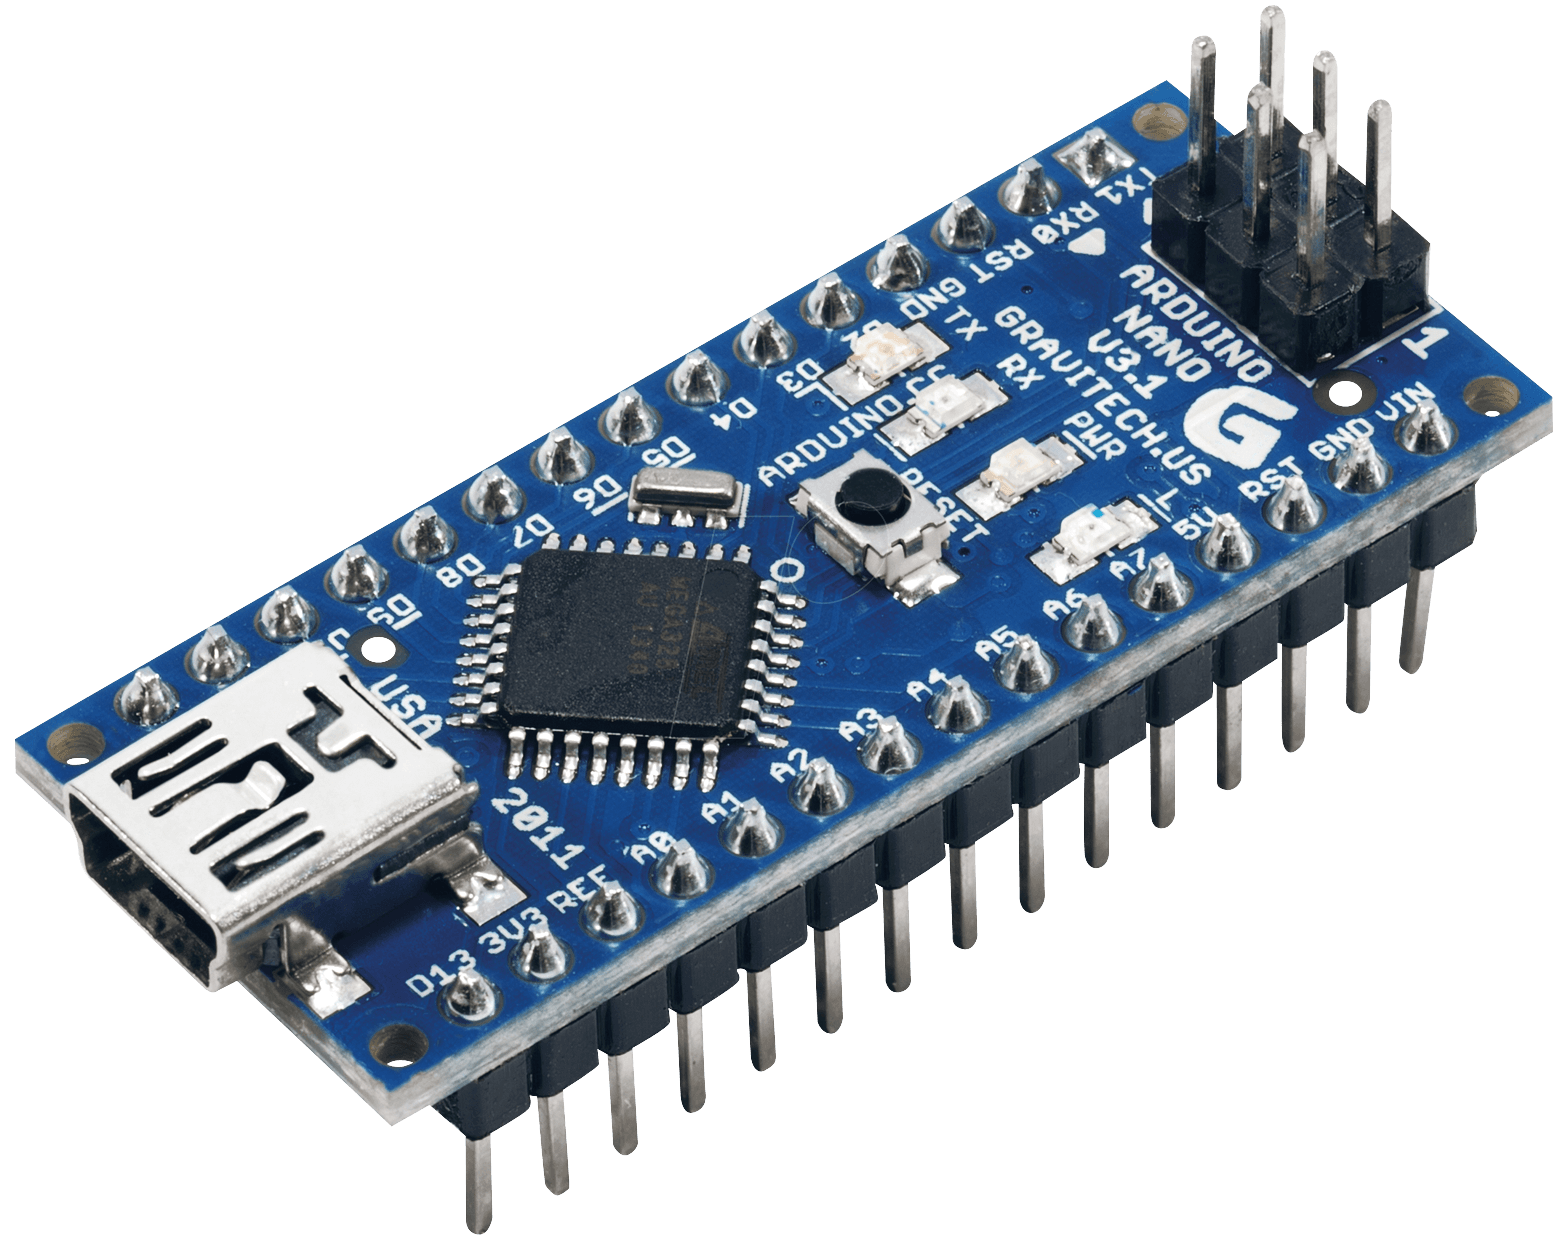 TX1
RX0
RST
GND
D3
D4
D5
D6
D7
D8
D9
ARDUINO
NANO
V3.1
GRAVITECH.US
G
1
TX
RX
PWR
L
ARDUINO.CC
RESET
USA
2011
VIN
GND
RST
5V
A7
A6
A5
A4
A3
A2
A1
A0
REF
3V3
D13